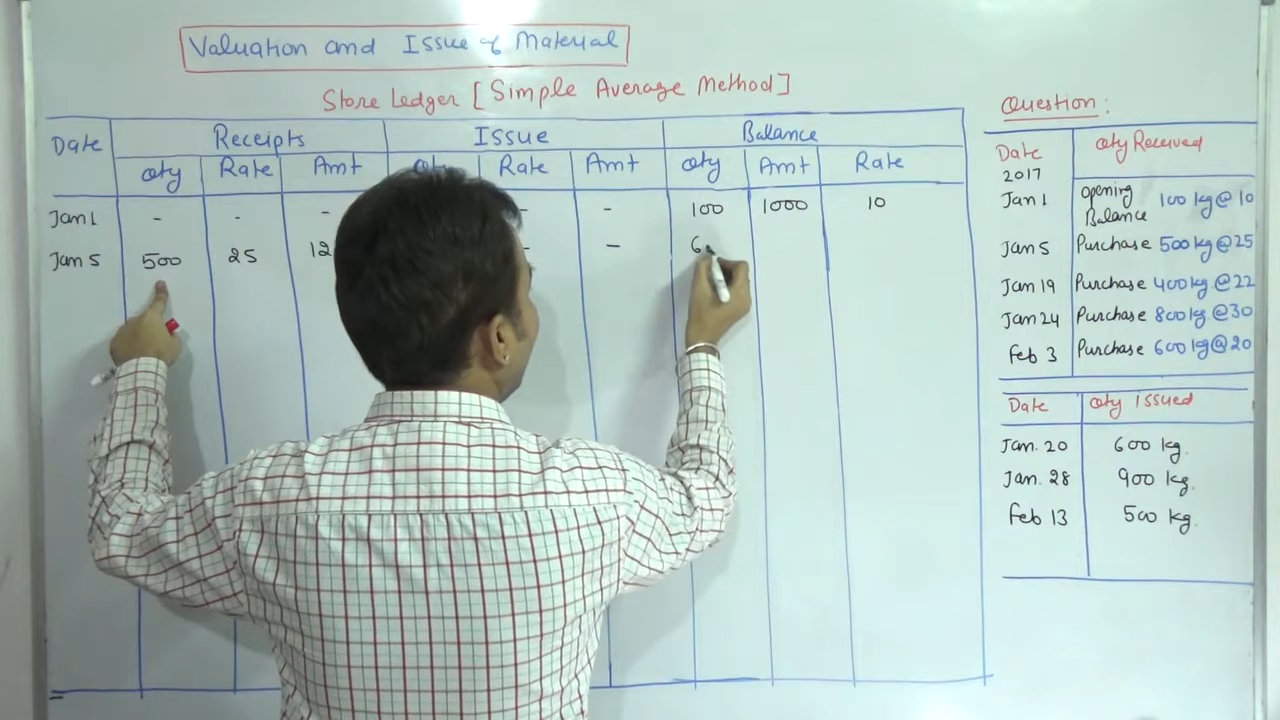 Valuation and Issue of Material
Store Ledger [Simple Average Method]
Date Receipts Issue Balance
Qty Rate Amt Qty Rate Amt Qty Amt Rate
Jan 1 - - - - - 100 1000 10
Jan 5 500 25 12 - - 6
Question:
Date 2017 Qty Received
Jan 1 Opening Balance 100 kg @ 10
Jan 5 Purchase 500 kg @ 25
Jan 19 Purchase 400 kg @ 22
Jan 24 Purchase 800 kg @ 30
Feb 3 Purchase 600 kg @ 20
Date Qty Issued
Jan. 20 600 kg.
Jan. 28 900 kg.
Feb 13 500 kg.